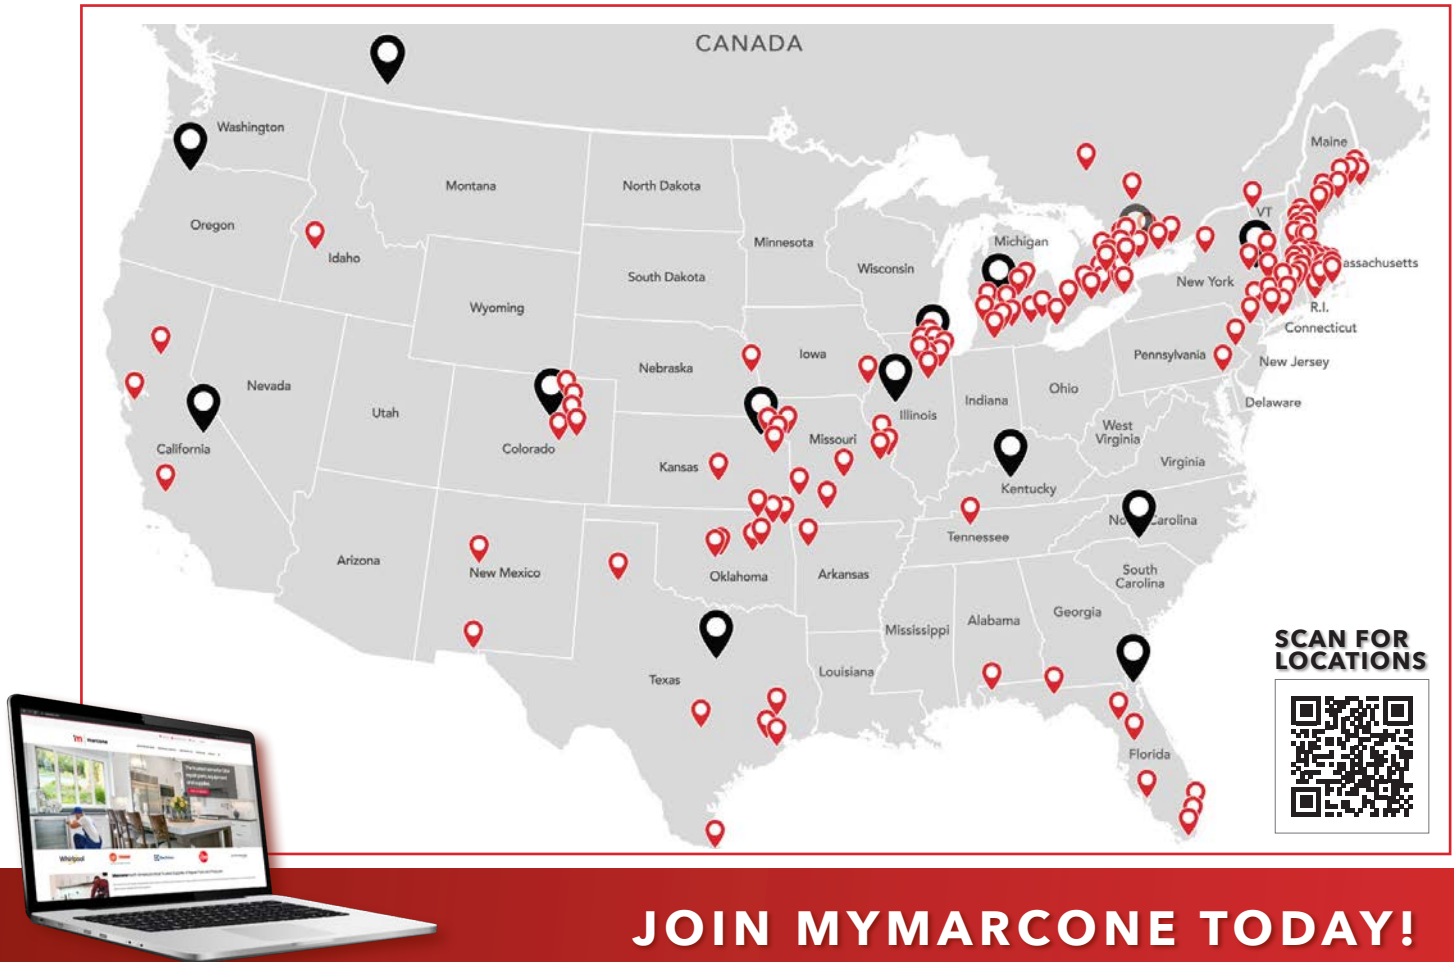 CANADA
Washington
Maine
Montana
North Dakota
VT
Oregon
Minnesota
Michigan
Idaho
Wisconsin
assachusetts
South Dakota
New York
Wyoming
R.I.
Connecticut
Iowa
Pennsylvania
New Jersey
Nebraska
Nevada
Ohio
Indiana
Delaware
Utah
Illinois
West
Virginia
Missouri
California
Colorado
Virginia
Kansas
Kentucky
No
Carolina
Tennessee
Arizona
New Mexico
Oklahoma
Arkansas
South
Carolina
Georgia
Alabama
Mississippi
SCAN FOR
LOCATIONS
Louisiana
Texas
Florida
marcone
Whirlpool
JOIN MYMARCONE TODAY!